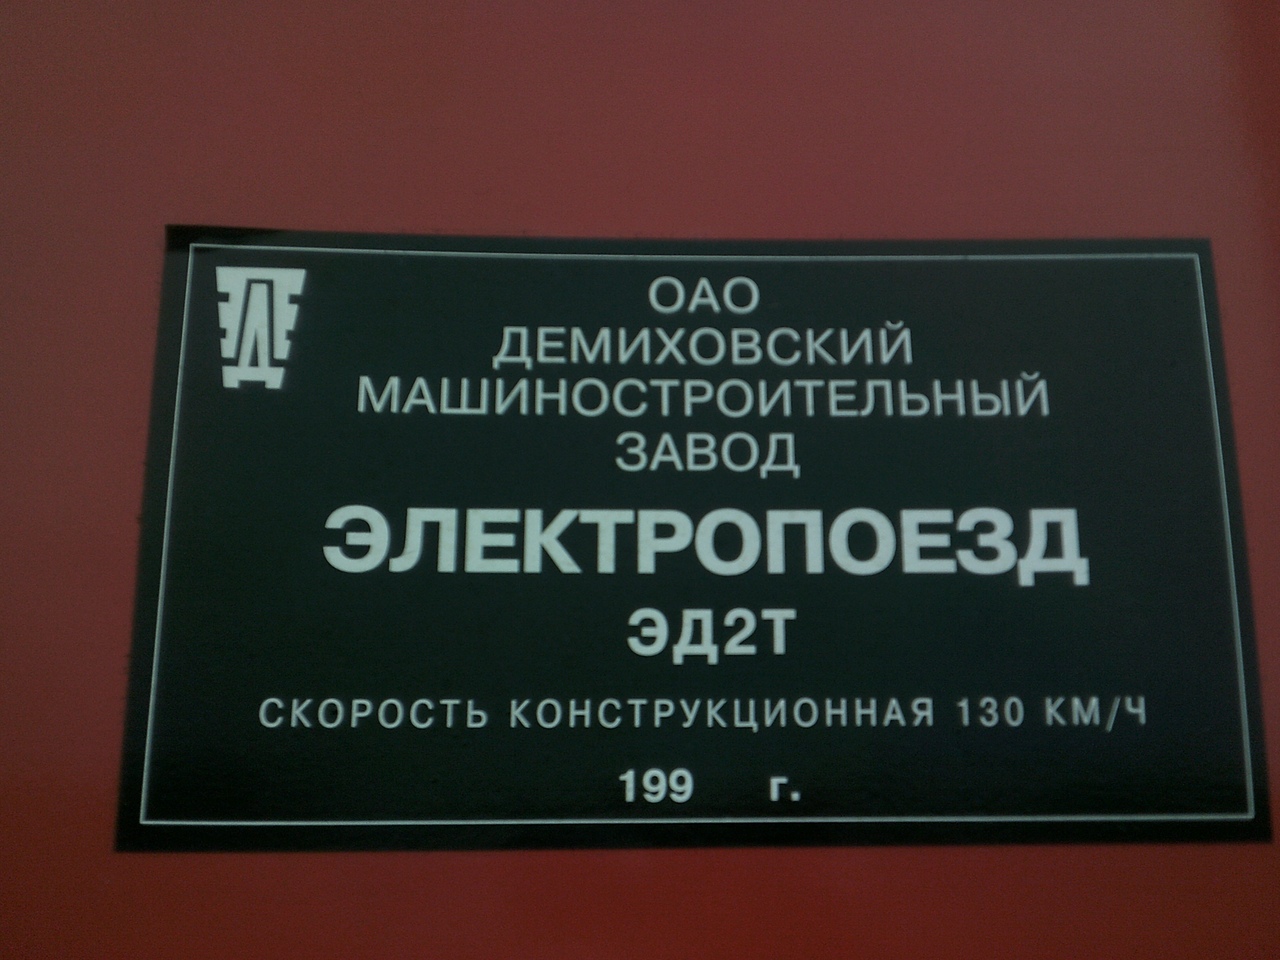 ОАО
ДЕМИХОВСКИЙ
МАШИНОСТРОИТЕЛЬНЫЙ
ЗАВОД
ЭЛЕКТРОПОЕЗД
ЭД2Т
СКОРОСТЬ КОНСТРУКЦИОННАЯ 130 КМ/Ч
199 г.